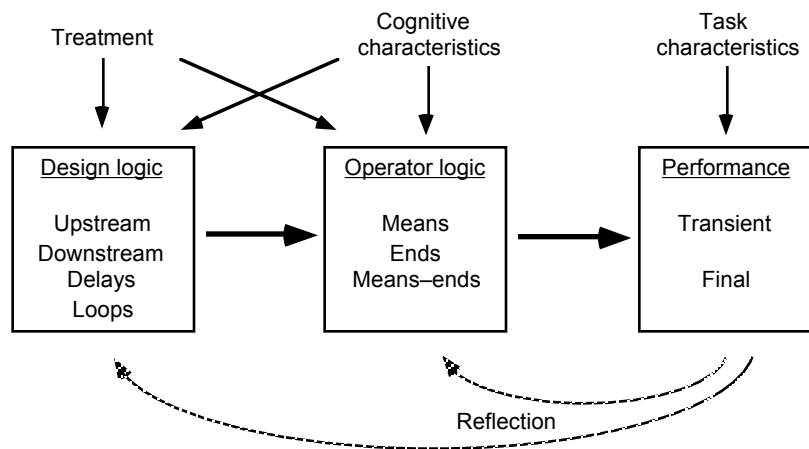 Treatment
Cognitive
characteristics
Task
characteristics
Design logic
Upstream
Downstream
Delays
Loops
Operator logic
Means
Ends
Means–ends
Performance
Transient
Final
Reflection